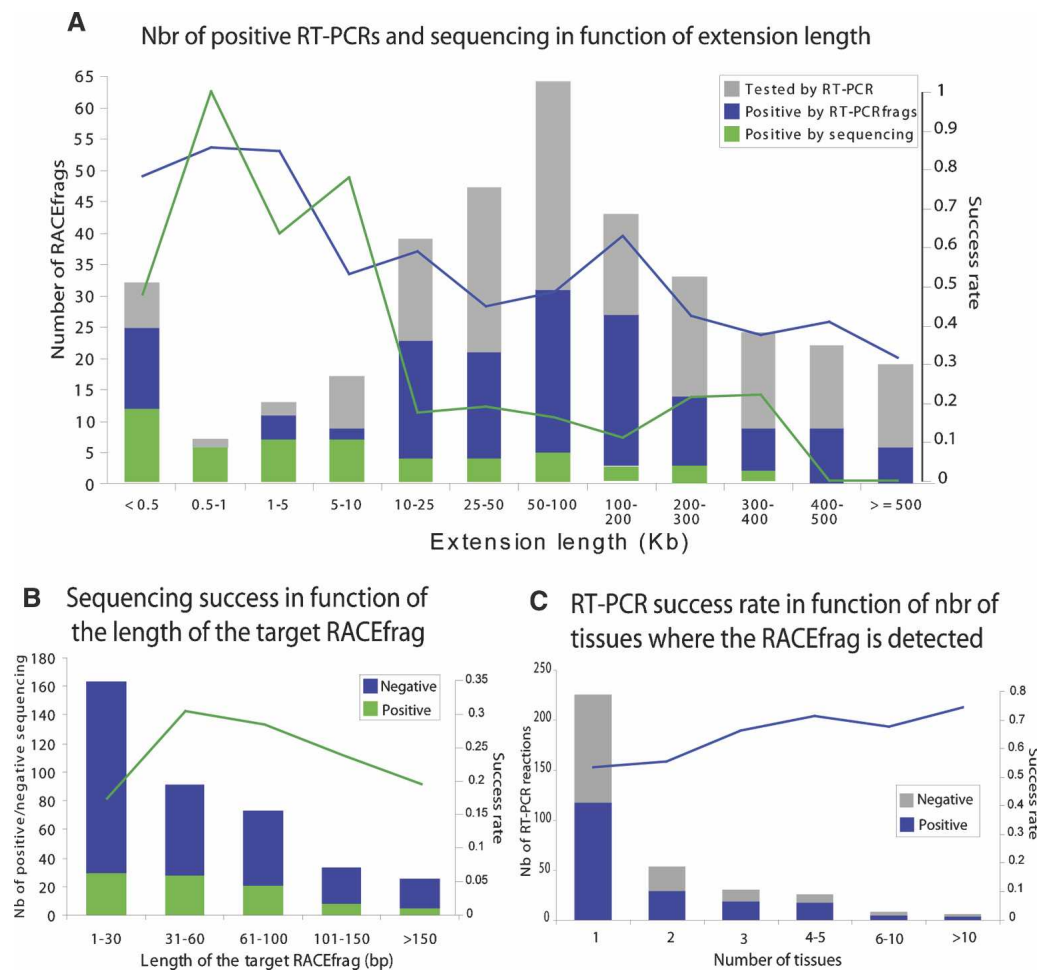 A
Nbr of positive RT-PCRs and sequencing in function of extension length
Number of RACEfrags
65
60
55
50
45
40
35
30
25
20
15
10
5
0
Tested by RT-PCR
Positive by RT-PCRfrags
Positive by sequencing
1
0.9
0.8
0.7
0.6
0.5
0.4
0.3
0.2
0.1
0
Success rate
< 0.5 0.5-1 1-5 5-10 10-25 25-50 50-100 100- 200- 300- 400- > = 500
200 300 400 500
Extension length (Kb)
B Sequencing success in function of
the length of the target RACEfrag
Nb of positive/negative sequencing
180
160
140
120
100
80
60
40
20
0
Negative
Positive
0.35
0.3
0.25
0.2
0.15
0.1
0.05
0
Success rate
1-30 31-60 61-100 101-150 >150
Length of the target RACEfrag (bp)
C RT-PCR success rate in function of nbr of
tissues where the RACEfrag is detected
Nb of RT-PCR reactions
250
200
150
100
50
0
Negative
Positive
0.8
0.7
0.6
0.5
0.4
0.3
0.2
0.1
0
Success rate
1 2 3 4-5 6-10 >10
Number of tissues